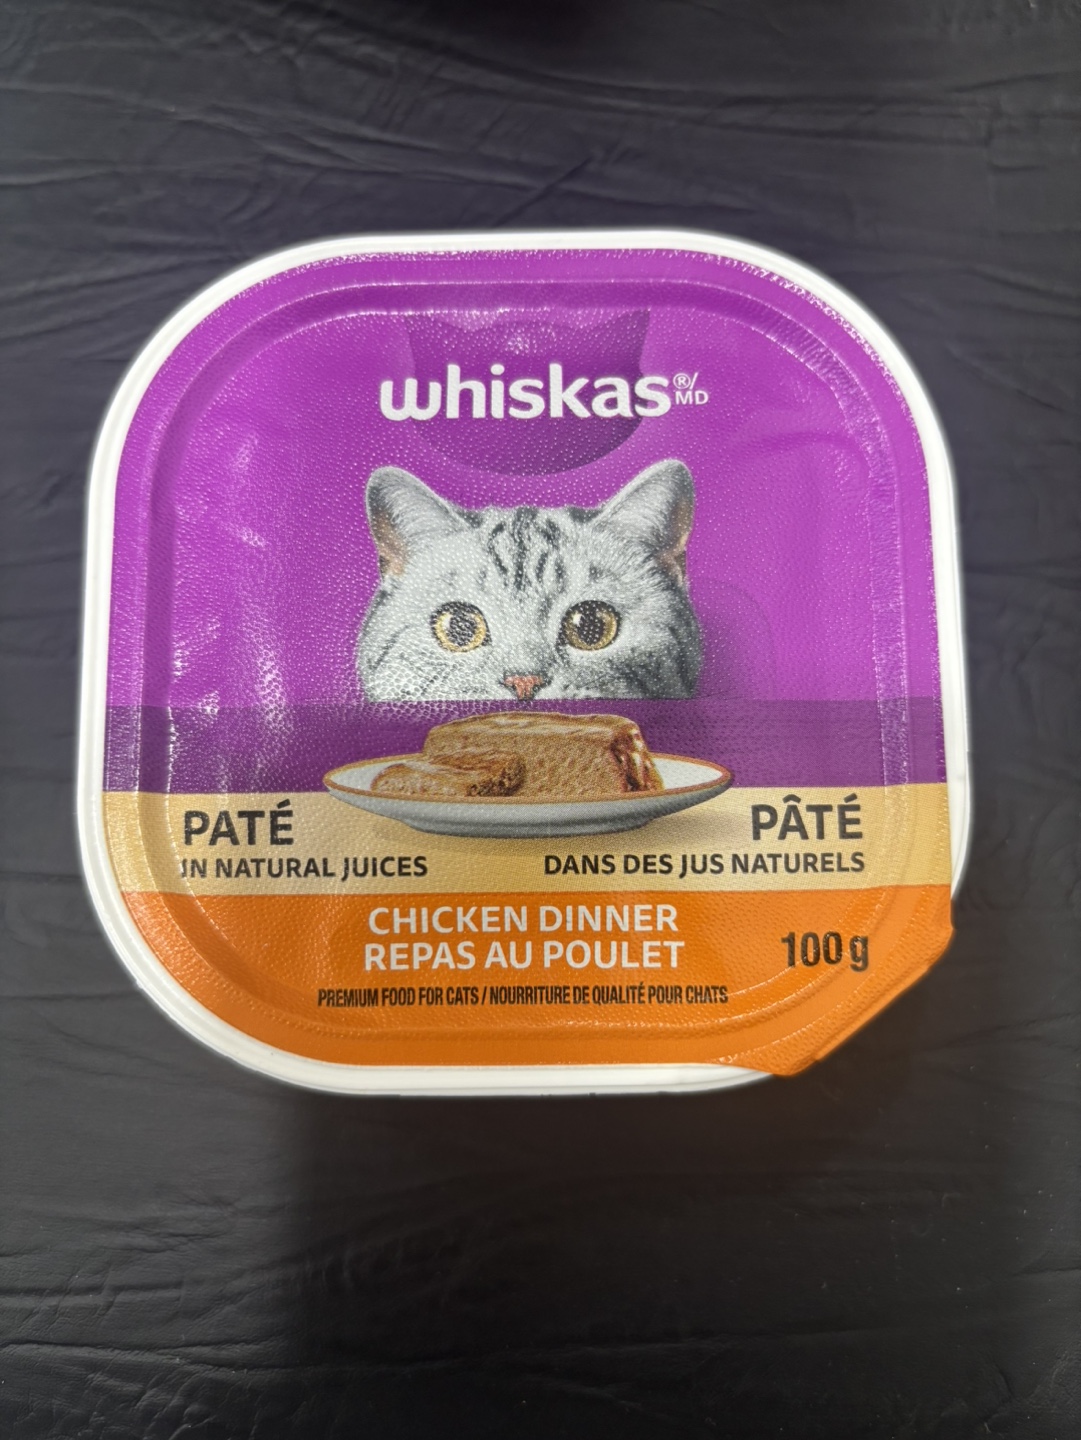 whiskas®/MD
PATÉ
IN NATURAL JUICES
PÂTÉ
DANS DES JUS NATURELS
CHICKEN DINNER
REPAS AU POULET
100 g
PREMIUM FOOD FOR CATS / NOURRITURE DE QUALITÉ POUR CHATS